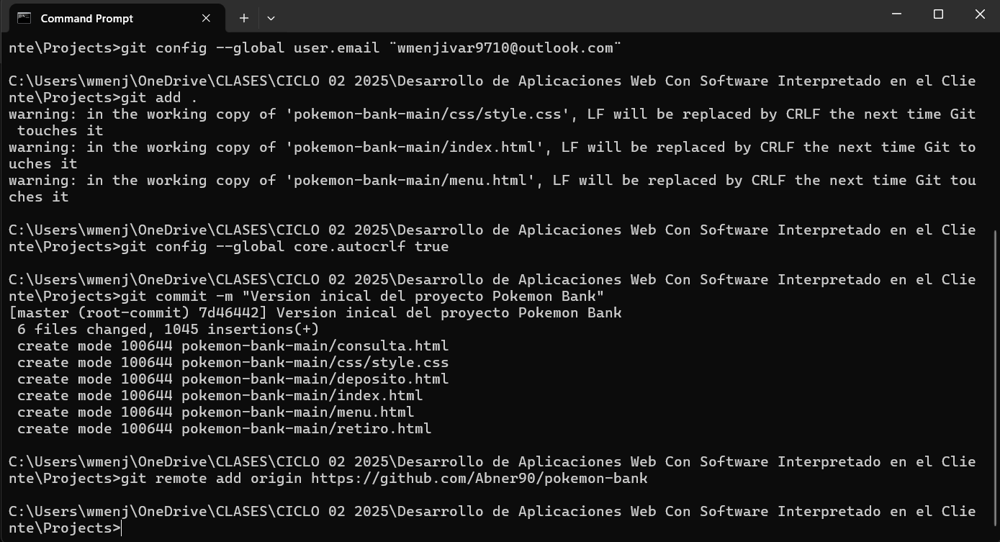 Command Prompt
nte\Projects>git config --global user.email ¨wmenjivar9710@outlook.com¨
C:\Users\wmenj\OneDrive\CLASES\CICLO 02 2025\Desarrollo de Aplicaciones Web Con Software Interpretado en el Clie
nte\Projects>git add .
warning: in the working copy of 'pokemon-bank-main/css/style.css', LF will be replaced by CRLF the next time Git
 touches it
warning: in the working copy of 'pokemon-bank-main/index.html', LF will be replaced by CRLF the next time Git to
uches it
warning: in the working copy of 'pokemon-bank-main/menu.html', LF will be replaced by CRLF the next time Git tou
ches it
C:\Users\wmenj\OneDrive\CLASES\CICLO 02 2025\Desarrollo de Aplicaciones Web Con Software Interpretado en el Clie
nte\Projects>git config --global core.autocrlf true
C:\Users\wmenj\OneDrive\CLASES\CICLO 02 2025\Desarrollo de Aplicaciones Web Con Software Interpretado en el Clie
nte\Projects>git commit -m "Version inical del proyecto Pokemon Bank"
[master (root-commit) 7d46442] Version inical del proyecto Pokemon Bank
 6 files changed, 1045 insertions(+)
 create mode 100644 pokemon-bank-main/consulta.html
 create mode 100644 pokemon-bank-main/css/style.css
 create mode 100644 pokemon-bank-main/deposito.html
 create mode 100644 pokemon-bank-main/index.html
 create mode 100644 pokemon-bank-main/menu.html
 create mode 100644 pokemon-bank-main/retiro.html
C:\Users\wmenj\OneDrive\CLASES\CICLO 02 2025\Desarrollo de Aplicaciones Web Con Software Interpretado en el Clie
nte\Projects>git remote add origin https://github.com/Abner90/pokemon-bank
C:\Users\wmenj\OneDrive\CLASES\CICLO 02 2025\Desarrollo de Aplicaciones Web Con Software Interpretado en el Clie
nte\Projects>